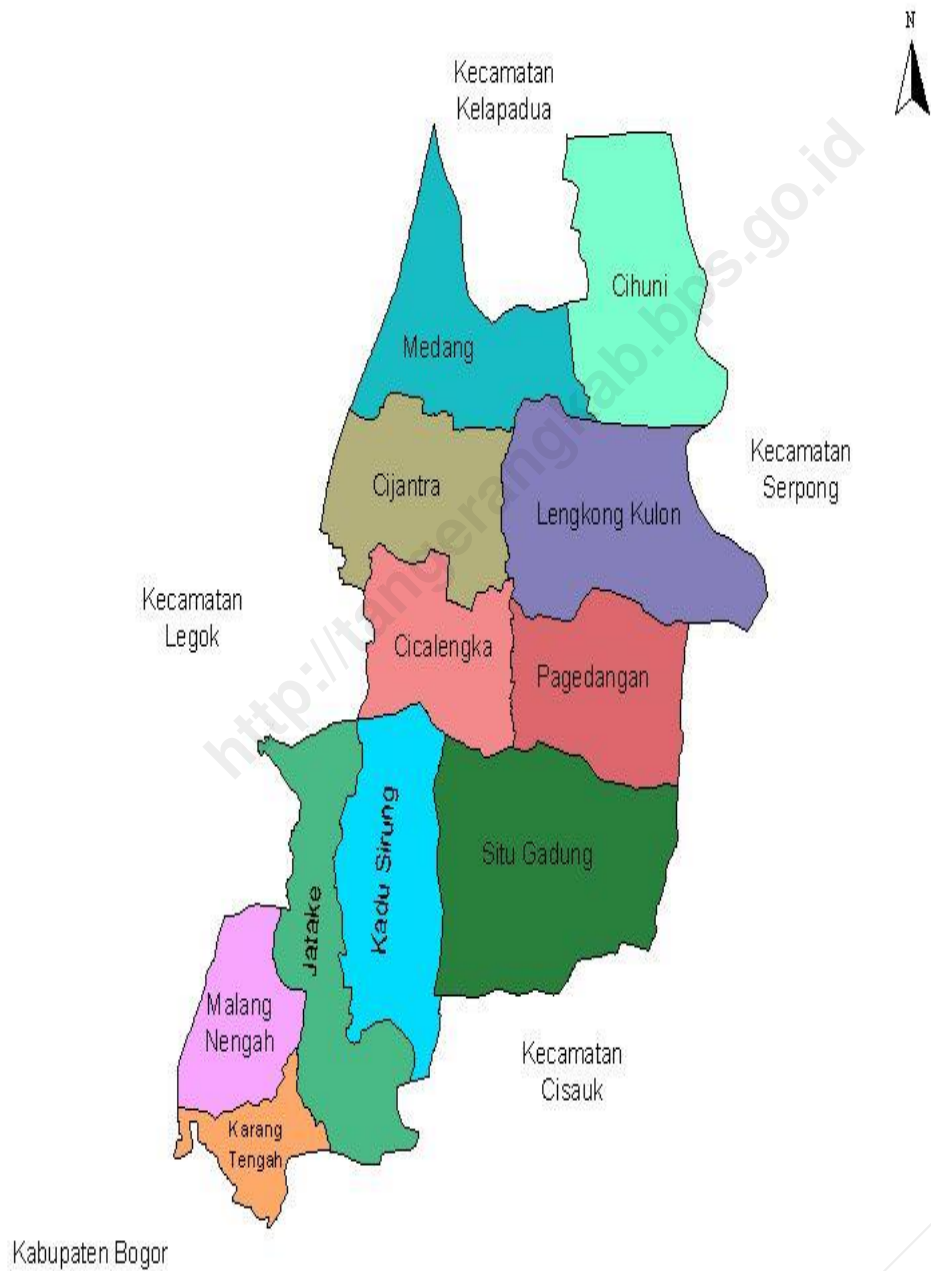 N
Kecamatan
Kelapadua
Cihuni
Medang
Kecamatan
Serpong
Cijantra
Lengkong Kulon
Kecamatan
Legok
Cicalengka
Pagedangan
Kadu Sirung
Situ Gadung
Jatake
Malang
Nengah
Kecamatan
Cisauk
Karang
Tengah
Kabupaten Bogor
http://tangerangkab.bps.go.id